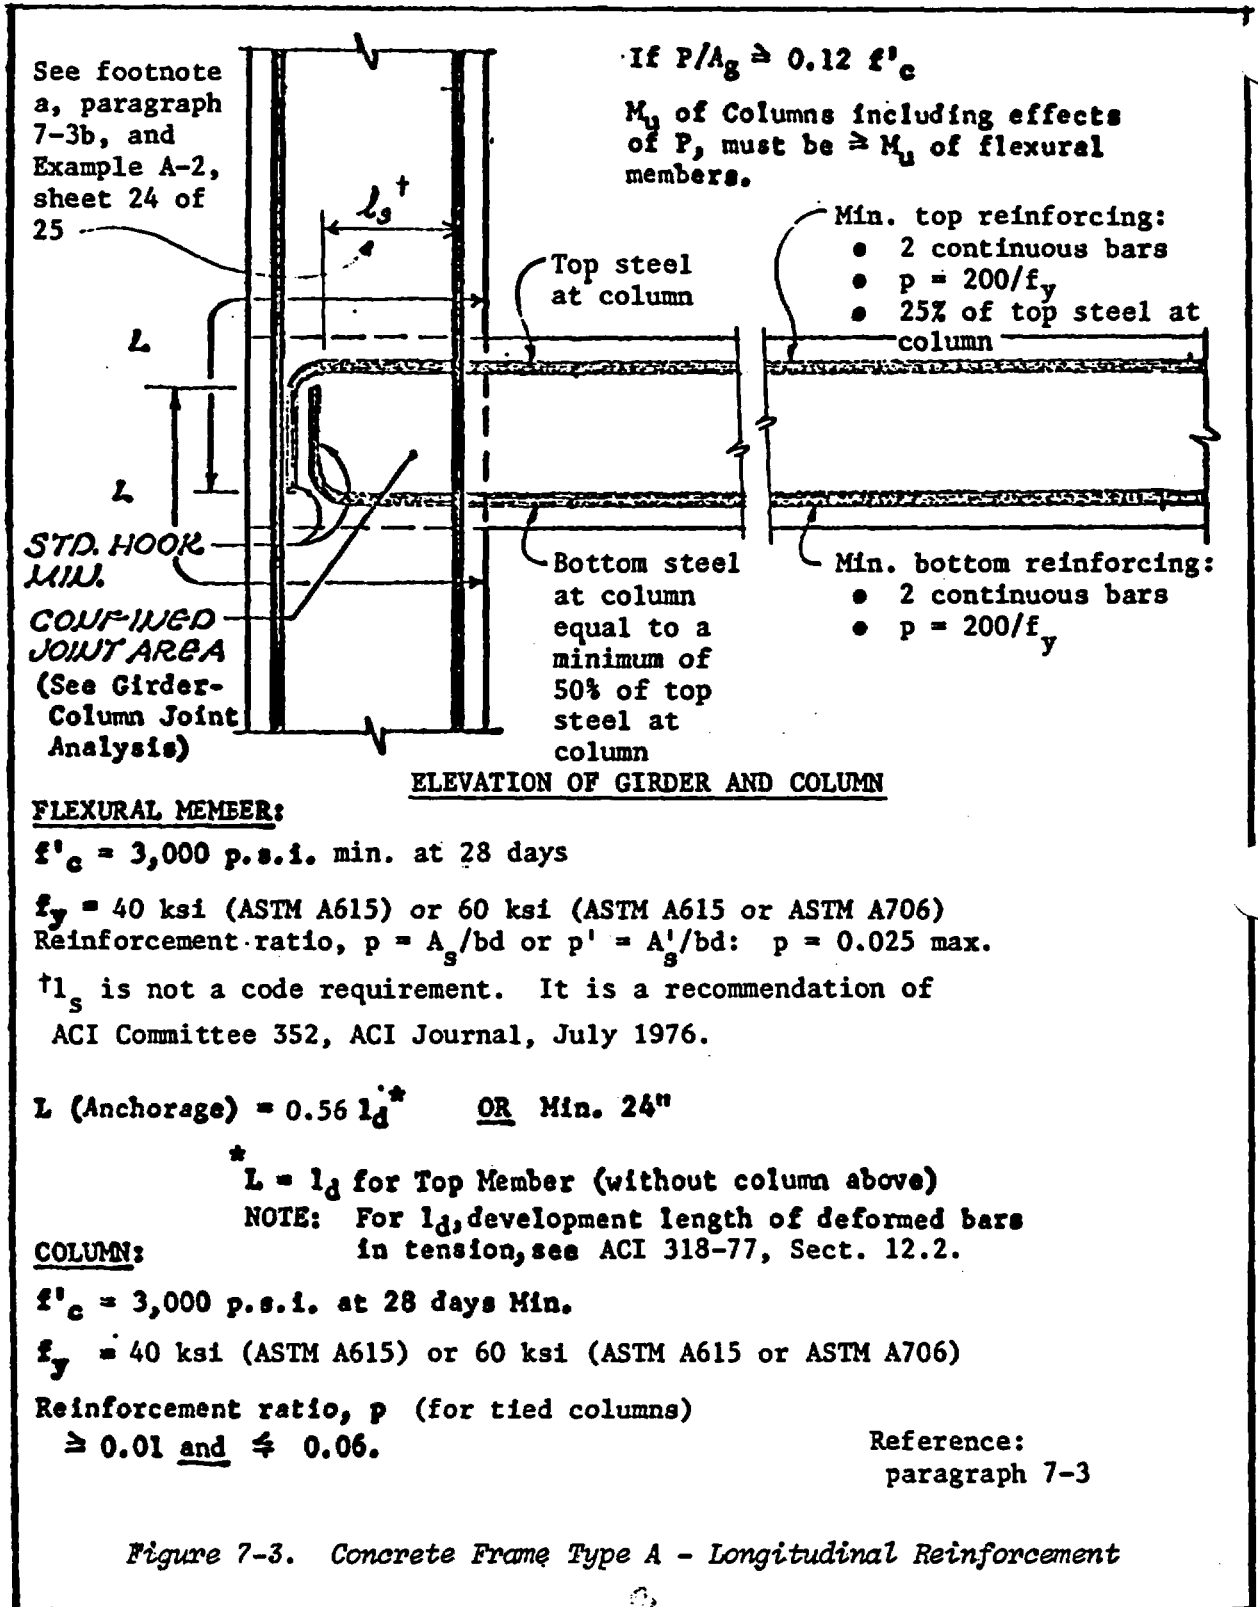 See footnote
a, paragraph
7-3b, and
Example A-2,
sheet 24 of
25
If P/Ag ≧ 0.12 f'c
Mu of Columns including effects
of P, must be ≧ Mu of flexural
members.
ls†
Min. top reinforcing:
• 2 continuous bars
• p = 200/fy
• 25% of top steel at
column
Top steel
at column
L
L
STD. HOOK
MIN.
CONFINED
JOINT AREA
(See Girder-
Column Joint
Analysis)
Bottom steel
at column
equal to a
minimum of
50% of top
steel at
column
Min. bottom reinforcing:
• 2 continuous bars
• p = 200/fy
ELEVATION OF GIRDER AND COLUMN
FLEXURAL MEMBER:
f'c = 3,000 p.s.i. min. at 28 days
fy = 40 ksi (ASTM A615) or 60 ksi (ASTM A615 or ASTM A706)
Reinforcement ratio, p = As/bd or p' = A's/bd: p = 0.025 max.
†ls is not a code requirement. It is a recommendation of
ACI Committee 352, ACI Journal, July 1976.
L (Anchorage) = 0.56 ld* OR Min. 24"
*
L = ld for Top Member (without column above)
NOTE: For ld, development length of deformed bars
in tension, see ACI 318-77, Sect. 12.2.
COLUMN:
f'c = 3,000 p.s.i. at 28 days Min.
fy = 40 ksi (ASTM A615) or 60 ksi (ASTM A615 or ASTM A706)
Reinforcement ratio, p (for tied columns)
≧ 0.01 and ≦ 0.06.
Reference:
paragraph 7-3
Figure 7-3. Concrete Frame Type A - Longitudinal Reinforcement